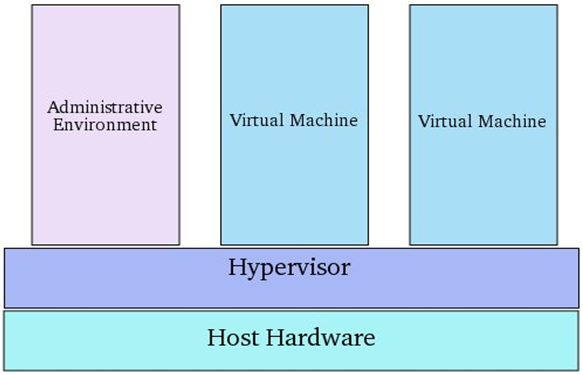 Administrative
Environment
Virtual Machine
Virtual Machine
Hypervisor
Host Hardware